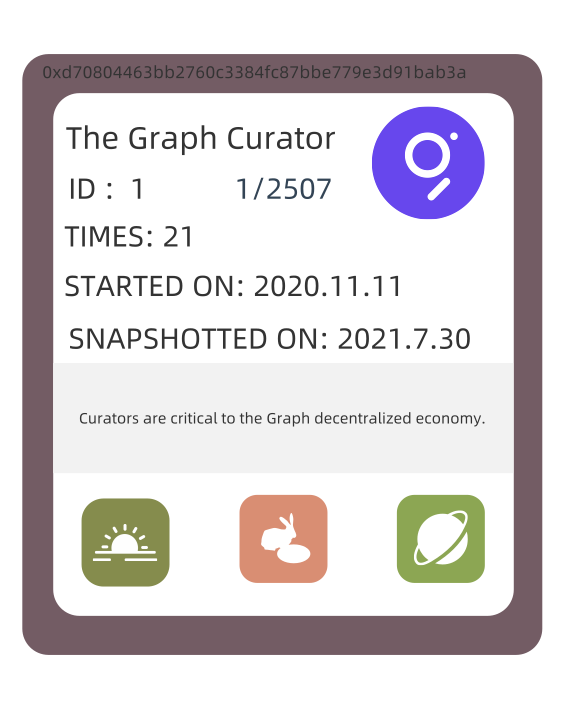 0xd70804463bb2760c3384fc87bbe779e3d91bab3a
The Graph Curator
ID : 1 1/2507
TIMES: 21
STARTED ON: 2020.11.11
SNAPSHOTTED ON: 2021.7.30
Curators are critical to the Graph decentralized economy.